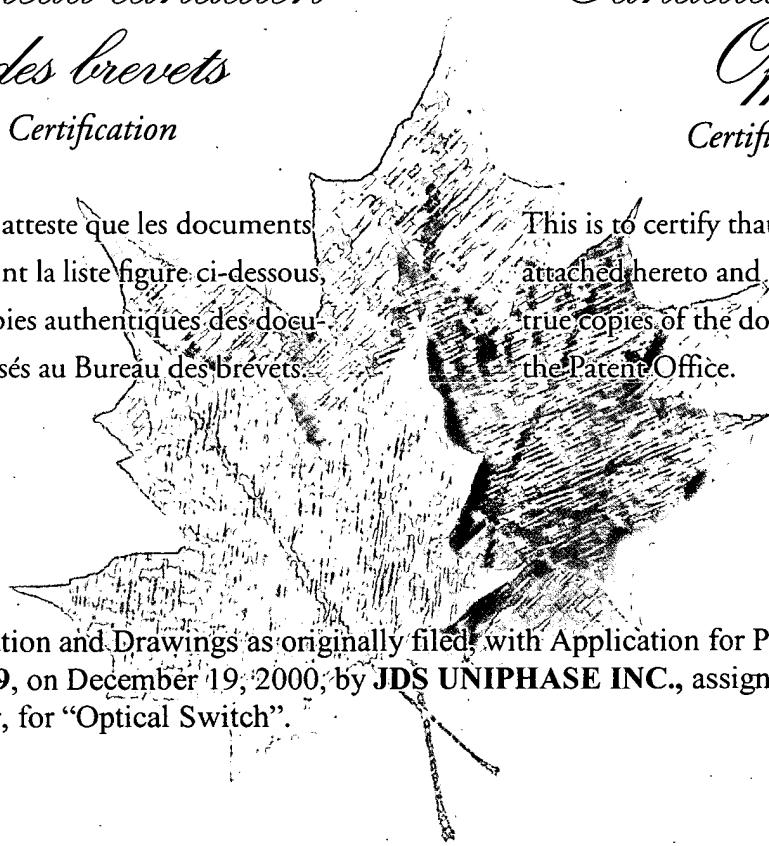 des brevets
Certification
atteste que les documents
nt la liste figure ci-dessous,
pies authentiques des docu-
sés au Bureau des brevets.
Certifi
This is to certify that
attached hereto and
true copies of the do
the Patent Office.
tion and Drawings as originally filed, with Application for P
9, on December 19, 2000, by JDS UNIPHASE INC., assign
, for “Optical Switch”.